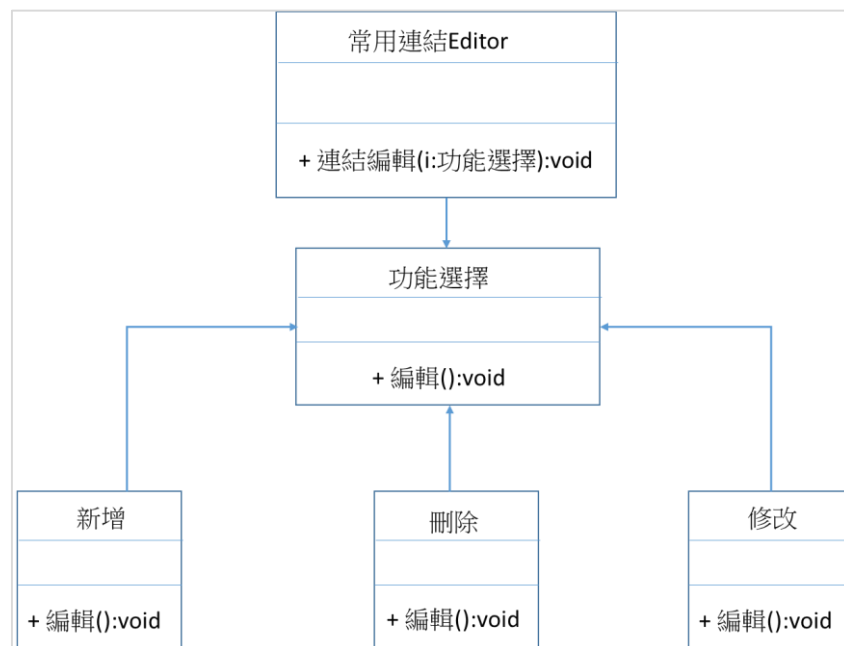 常用連結Editor
+ 連結編輯(i:功能選擇):void
功能選擇
+ 編輯():void
新增
+ 編輯():void
刪除
+ 編輯():void
修改
+ 編輯():void